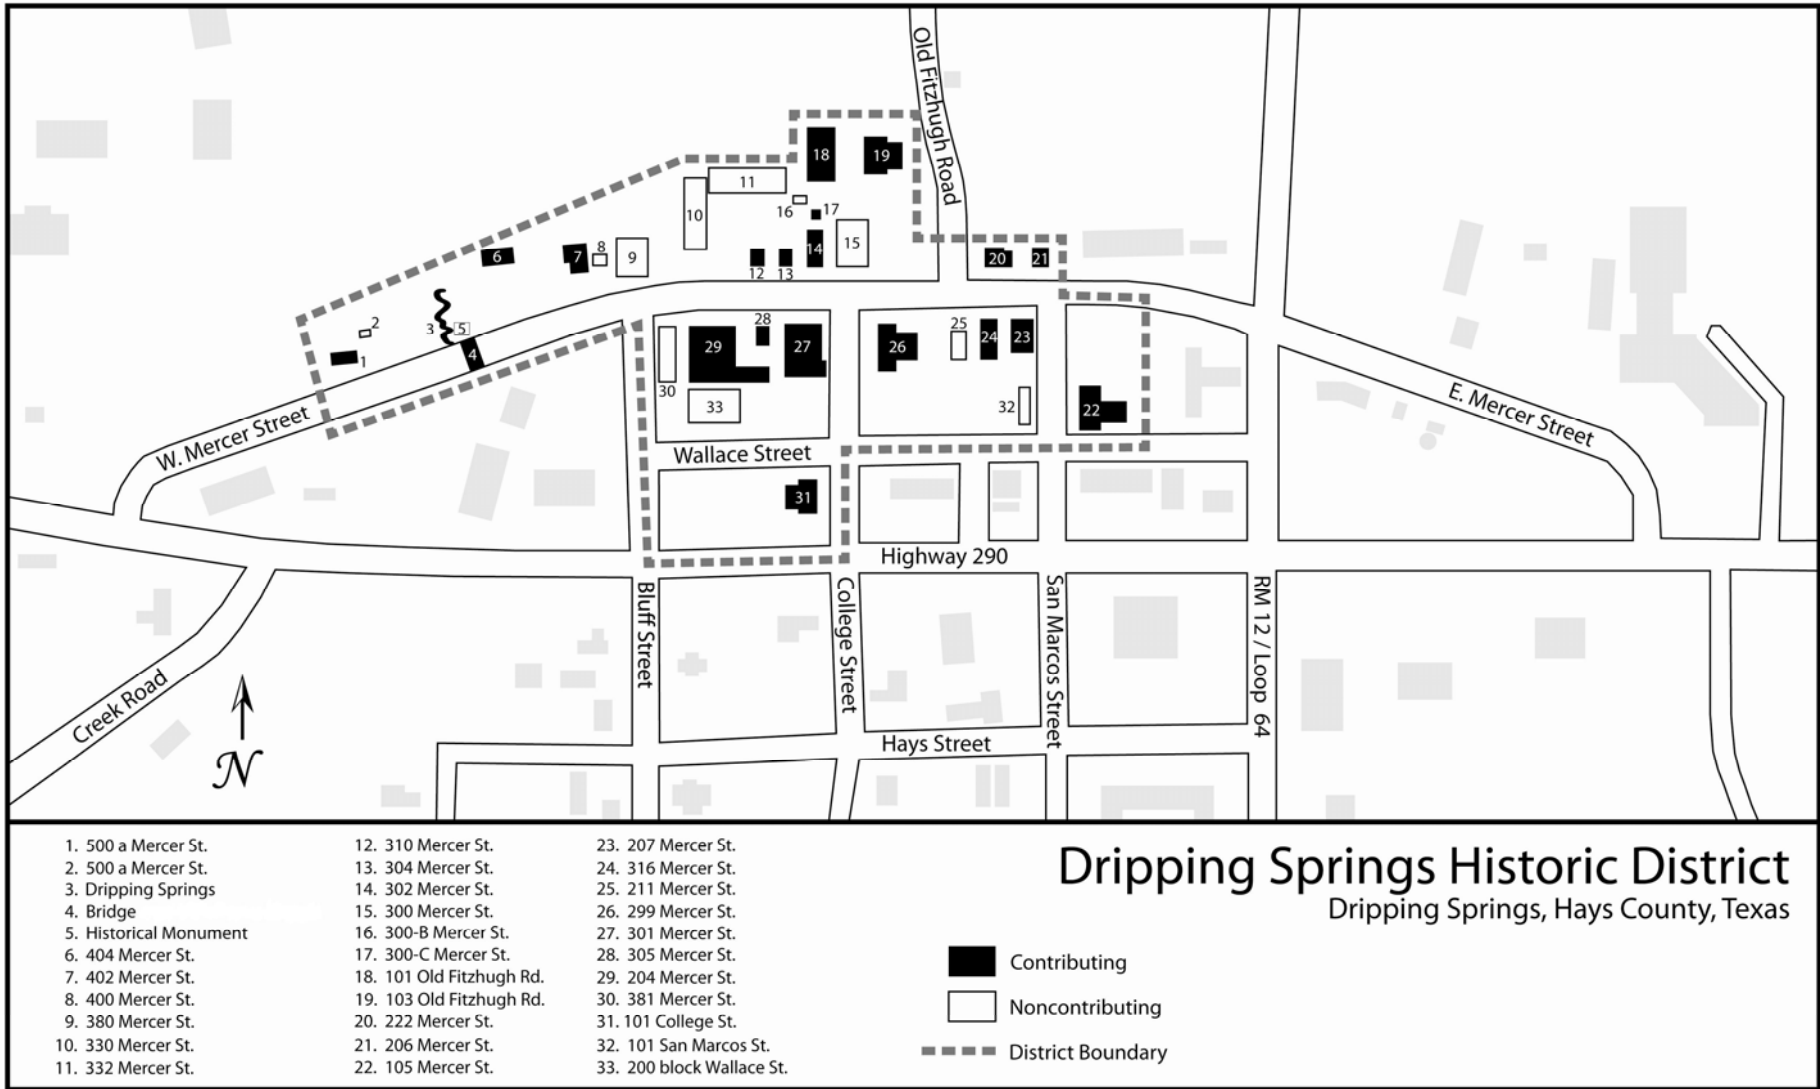 Old Fitzhugh Road
18
19
11
10
16
17
14
15
12
13
6
7
8
9
20
21
2
3
5
1
4
28
29
27
30
33
26
25
24
23
32
22
W. Mercer Street
E. Mercer Street
Wallace Street
31
Highway 290
Bluff Street
College Street
San Marcos Street
RM 12 / Loop 64
Creek Road
Hays Street
N
1. 500 a Mercer St.
2. 500 a Mercer St.
3. Dripping Springs
4. Bridge
5. Historical Monument
6. 404 Mercer St.
7. 402 Mercer St.
8. 400 Mercer St.
9. 380 Mercer St.
10. 330 Mercer St.
11. 332 Mercer St.
12. 310 Mercer St.
13. 304 Mercer St.
14. 302 Mercer St.
15. 300 Mercer St.
16. 300-B Mercer St.
17. 300-C Mercer St.
18. 101 Old Fitzhugh Rd.
19. 103 Old Fitzhugh Rd.
20. 222 Mercer St.
21. 206 Mercer St.
22. 105 Mercer St.
23. 207 Mercer St.
24. 316 Mercer St.
25. 211 Mercer St.
26. 299 Mercer St.
27. 301 Mercer St.
28. 305 Mercer St.
29. 204 Mercer St.
30. 381 Mercer St.
31. 101 College St.
32. 101 San Marcos St.
33. 200 block Wallace St.
Dripping Springs Historic District
Dripping Springs, Hays County, Texas
Contributing
Noncontributing
District Boundary